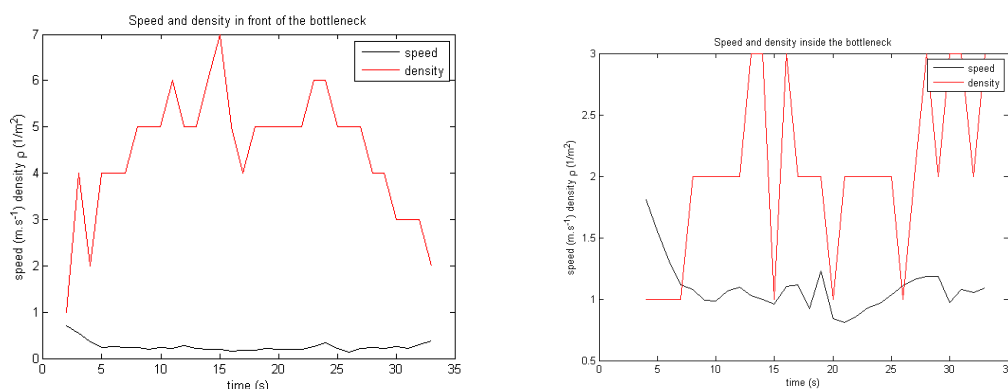 Speed and density in front of the bottleneck
7
6
5
4
3
2
1
0
speed (m.s⁻¹) density ρ (1/m²)
speed
density
0 5 10 15 20 25 30 35
time (s)
Speed and density inside the bottleneck
3
2.5
2
1.5
1
0.5
speed (m.s⁻¹) density ρ (1/m²)
speed
density
0 5 10 15 20 25 30 35
time (s)